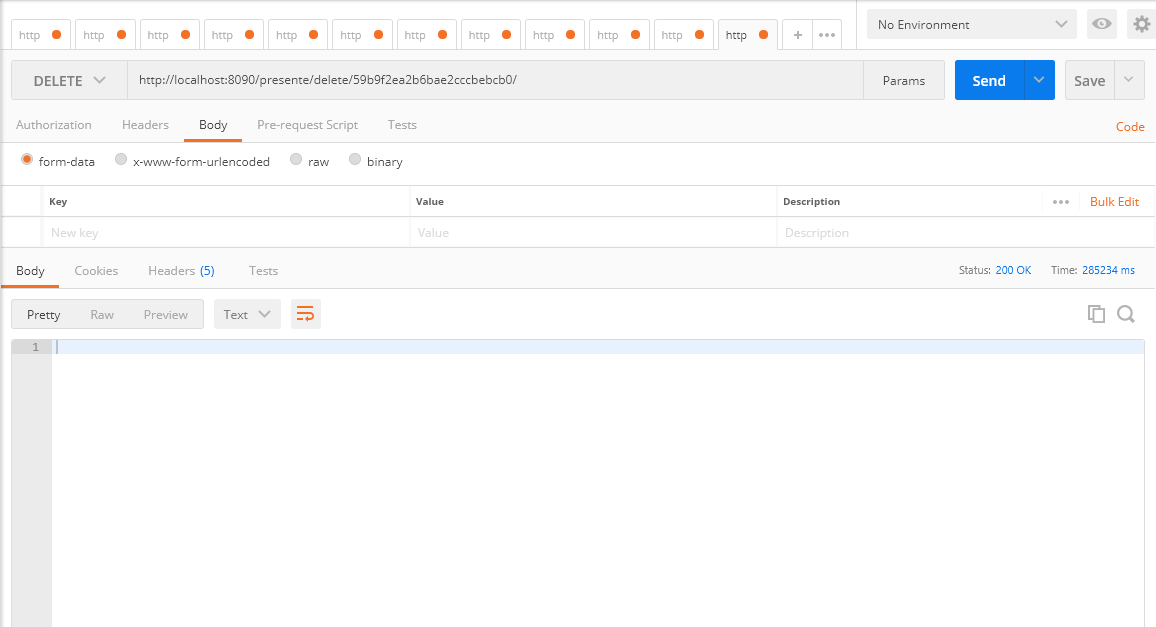 http http http http http http http http http http http http + ••• No Environment
DELETE http://localhost:8090/presente/delete/59b9f2ea2b6bae2cccbebcb0/ Params Send Save
Authorization Headers Body Pre-request Script Tests Code
form-data x-www-form-urlencoded raw binary
Key Value Description ••• Bulk Edit
New key Value Description
Body Cookies Headers (5) Tests Status: 200 OK Time: 285234 ms
Pretty Raw Preview Text
1